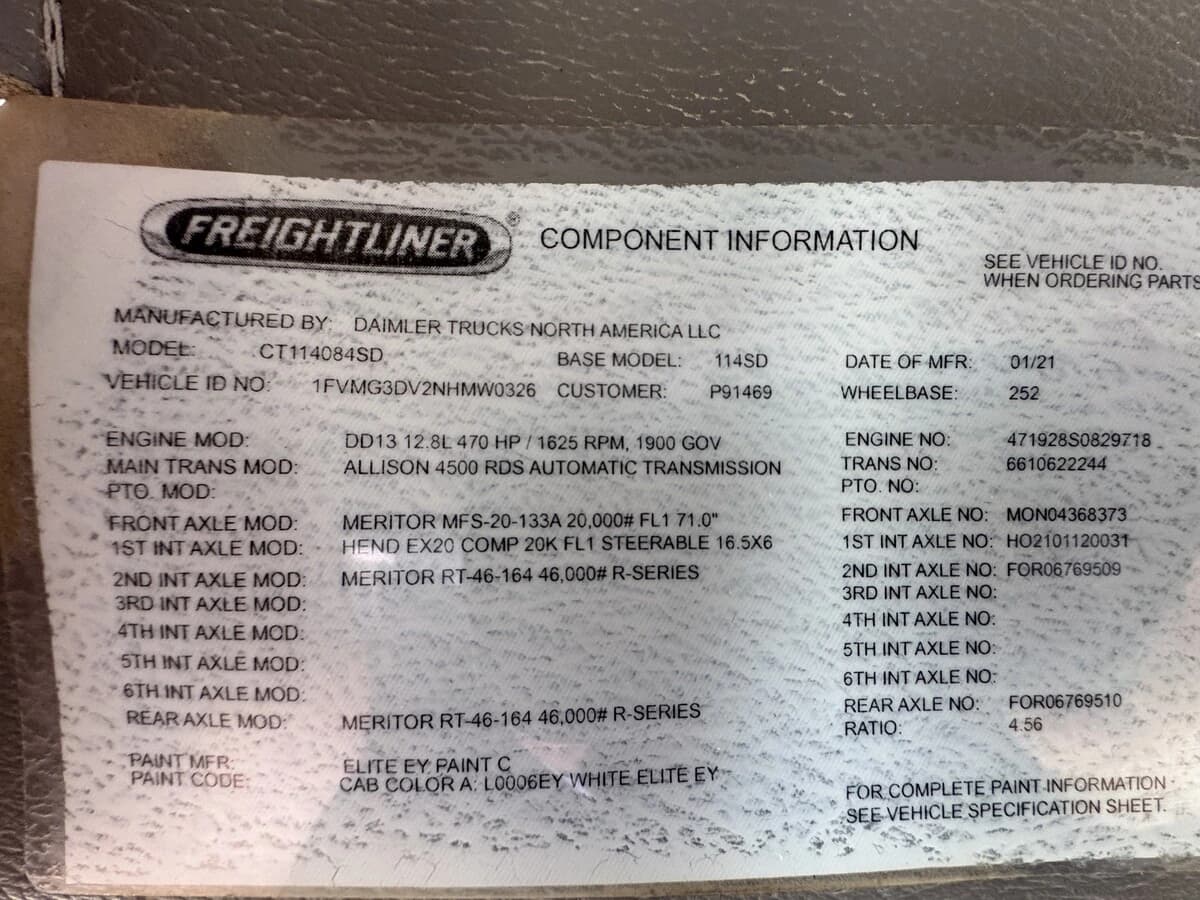 FREIGHTLINER®
COMPONENT INFORMATION
SEE VEHICLE ID NO.
WHEN ORDERING PARTS
MANUFACTURED BY: DAIMLER TRUCKS NORTH AMERICA LLC
MODEL: CT114084SD BASE MODEL: 114SD DATE OF MFR: 01/21
VEHICLE ID NO: 1FVMG3DV2NHMW0326 CUSTOMER: P91469 WHEELBASE: 252
ENGINE MOD: DD13 12.8L 470 HP / 1625 RPM, 1900 GOV ENGINE NO: 471928S0829718
MAIN TRANS MOD: ALLISON 4500 RDS AUTOMATIC TRANSMISSION TRANS NO: 6610622244
PTO. MOD: PTO. NO:
FRONT AXLE MOD: MERITOR MFS-20-133A 20,000# FL1 71.0" FRONT AXLE NO: MON04368373
1ST INT AXLE MOD: HEND EX20 COMP 20K FL1 STEERABLE 16.5X6 1ST INT AXLE NO: HO2101120031
2ND INT AXLE MOD: MERITOR RT-46-164 46,000# R-SERIES 2ND INT AXLE NO: FOR06769509
3RD INT AXLE MOD: 3RD INT AXLE NO:
4TH INT AXLE MOD: 4TH INT AXLE NO:
5TH INT AXLE MOD: 5TH INT AXLE NO:
6TH INT AXLE MOD: 6TH INT AXLE NO:
REAR AXLE MOD: MERITOR RT-46-164 46,000# R-SERIES REAR AXLE NO: FOR06769510
RATIO: 4.56
PAINT MFR: ELITE EY PAINT C
PAINT CODE: CAB COLOR A: L0006EY WHITE ELITE EY
FOR COMPLETE PAINT INFORMATION
SEE VEHICLE SPECIFICATION SHEET.